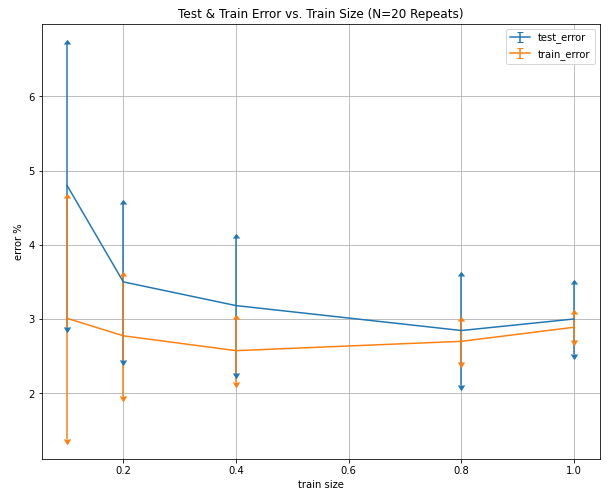 Test & Train Error vs. Train Size (N=20 Repeats)
test_error
train_error
error %
6
5
4
3
2
0.2
0.4
0.6
0.8
1.0
train size